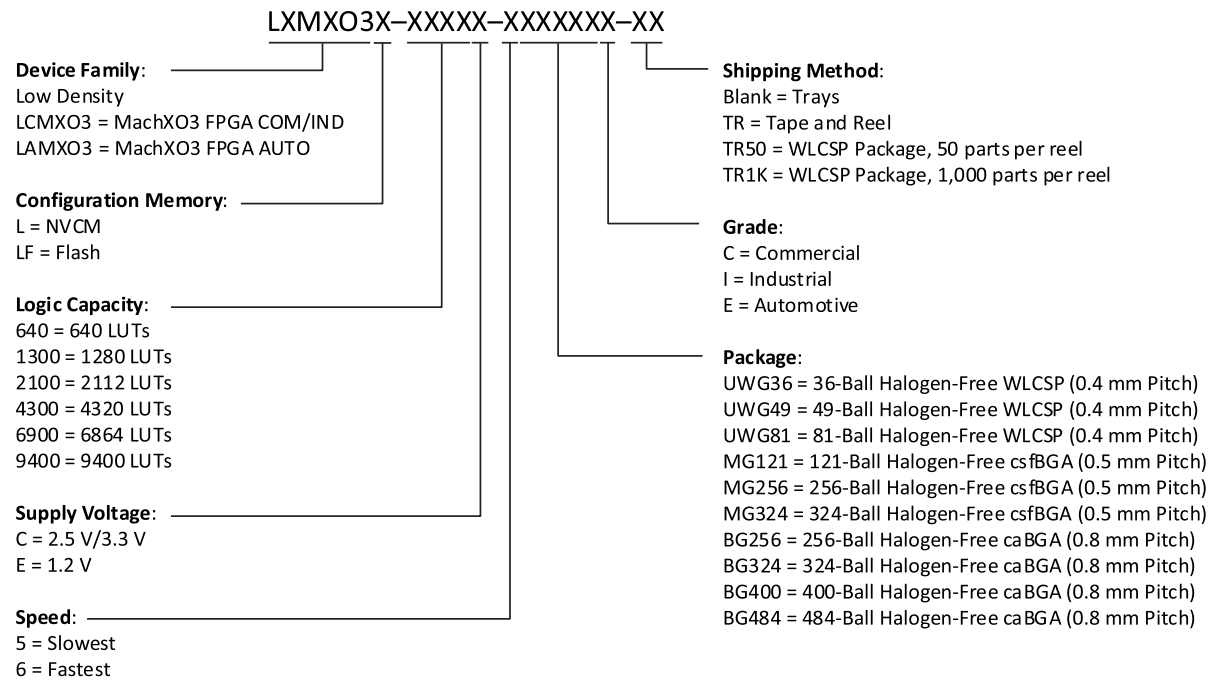 LXMXO3X–XXXXX–XXXXXXX–XX
Device Family:
Low Density
LCMXO3 = MachXO3 FPGA COM/IND
LAMXO3 = MachXO3 FPGA AUTO
Configuration Memory:
L = NVCM
LF = Flash
Logic Capacity:
640 = 640 LUTs
1300 = 1280 LUTs
2100 = 2112 LUTs
4300 = 4320 LUTs
6900 = 6864 LUTs
9400 = 9400 LUTs
Supply Voltage:
C = 2.5 V/3.3 V
E = 1.2 V
Speed:
5 = Slowest
6 = Fastest
Shipping Method:
Blank = Trays
TR = Tape and Reel
TR50 = WLCSP Package, 50 parts per reel
TR1K = WLCSP Package, 1,000 parts per reel
Grade:
C = Commercial
I = Industrial
E = Automotive
Package:
UWG36 = 36-Ball Halogen-Free WLCSP (0.4 mm Pitch)
UWG49 = 49-Ball Halogen-Free WLCSP (0.4 mm Pitch)
UWG81 = 81-Ball Halogen-Free WLCSP (0.4 mm Pitch)
MG121 = 121-Ball Halogen-Free csfBGA (0.5 mm Pitch)
MG256 = 256-Ball Halogen-Free csfBGA (0.5 mm Pitch)
MG324 = 324-Ball Halogen-Free csfBGA (0.5 mm Pitch)
BG256 = 256-Ball Halogen-Free caBGA (0.8 mm Pitch)
BG324 = 324-Ball Halogen-Free caBGA (0.8 mm Pitch)
BG400 = 400-Ball Halogen-Free caBGA (0.8 mm Pitch)
BG484 = 484-Ball Halogen-Free caBGA (0.8 mm Pitch)